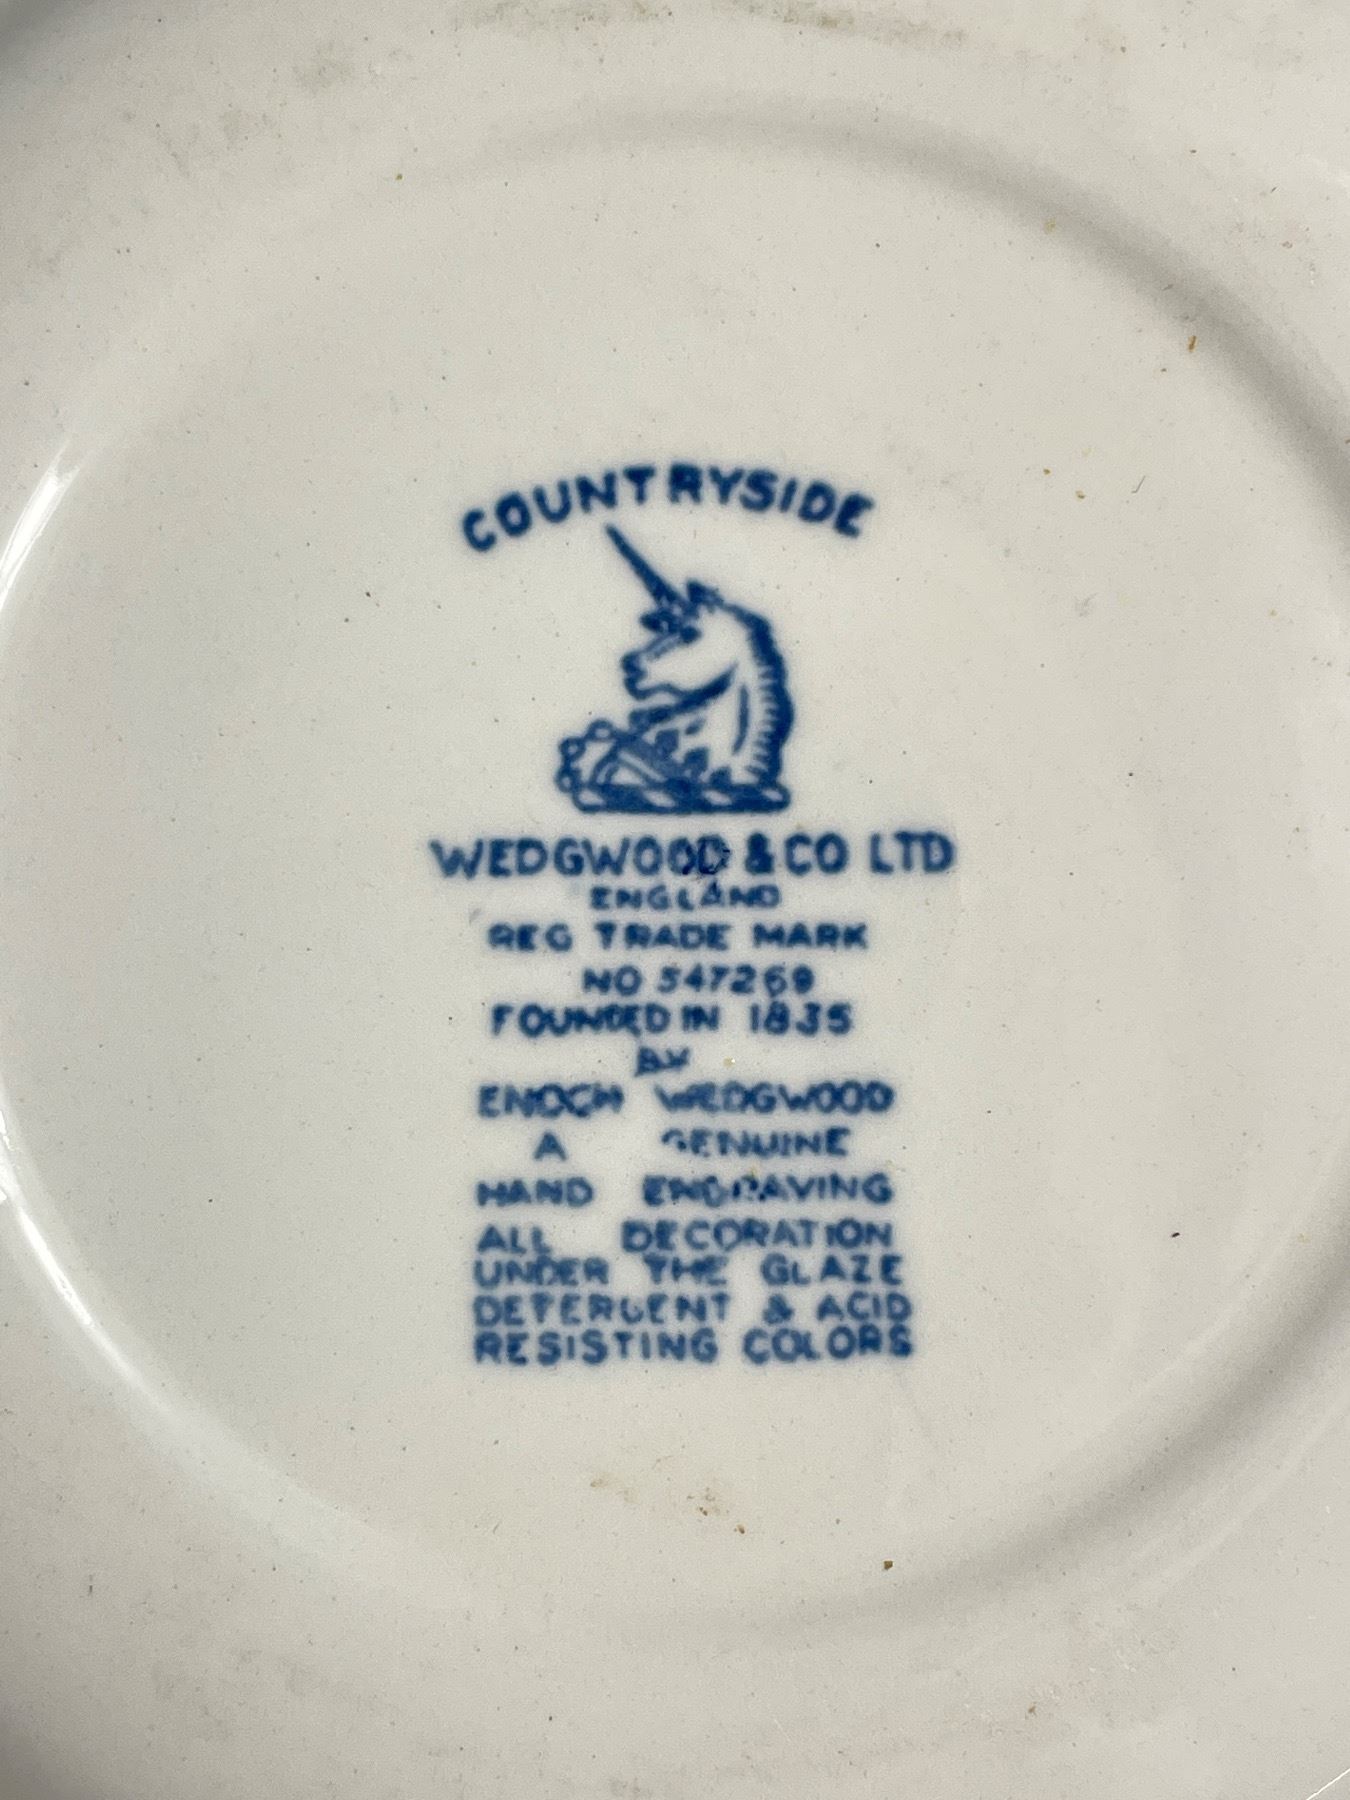 COUNTRYSIDE
WEDGWOOD & CO LTD
ENGLAND
REG TRADE MARK
NO 547269
FOUNDED IN 1835
BY
ENOCH WEDGWOOD
A GENUINE
HAND ENGRAVING
ALL DECORATION
UNDER THE GLAZE
DETERGENT & ACID
RESISTING COLORS